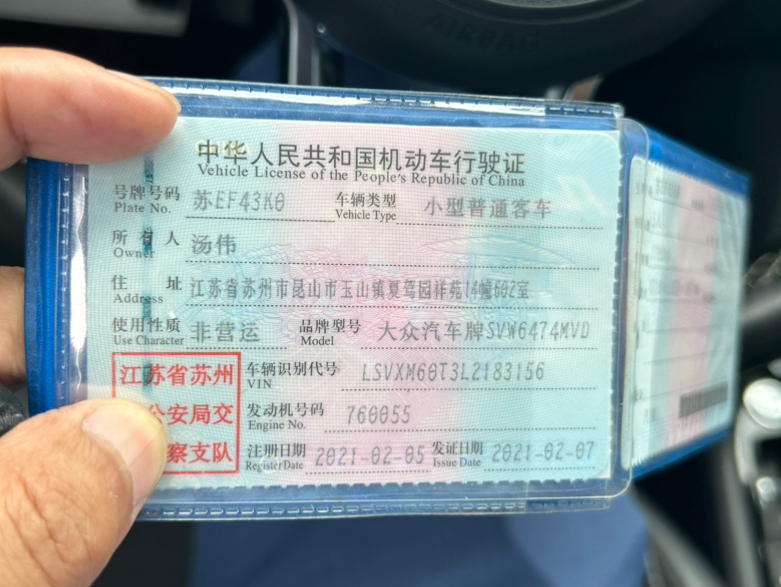 AIRBAG
中华人民共和国机动车行驶证
Vehicle License of the People's Republic of China
号牌号码 Plate No. 苏EF43K0 车辆类型 Vehicle Type 小型普通客车
所有人 Owner 汤伟
住址 Address 江苏省苏州市昆山市玉山镇夏驾园祥苑14幢602室
使用性质 Use Character 非营运 品牌型号 Model 大众汽车牌SVW6474MVD
车辆识别代号 VIN LSVXM60T3L2183156
发动机号码 Engine No. 760055
注册日期 Register Date 2021-02-05 发证日期 Issue Date 2021-02-07
江苏省苏州
公安局交
察支队